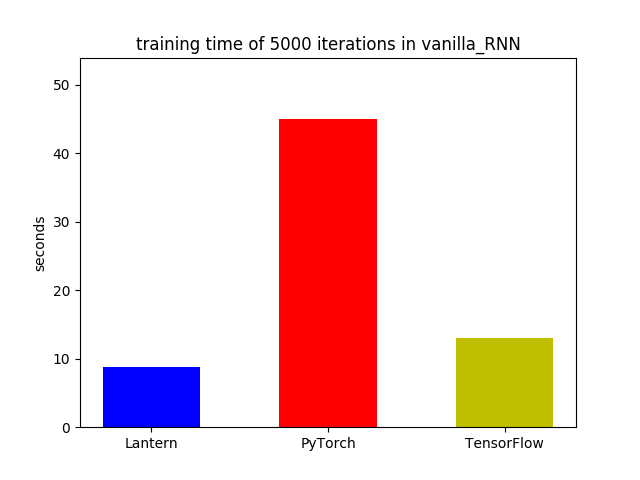 training time of 5000 iterations in vanilla_RNN
50
40
30
20
10
0
seconds
Lantern
PyTorch
TensorFlow